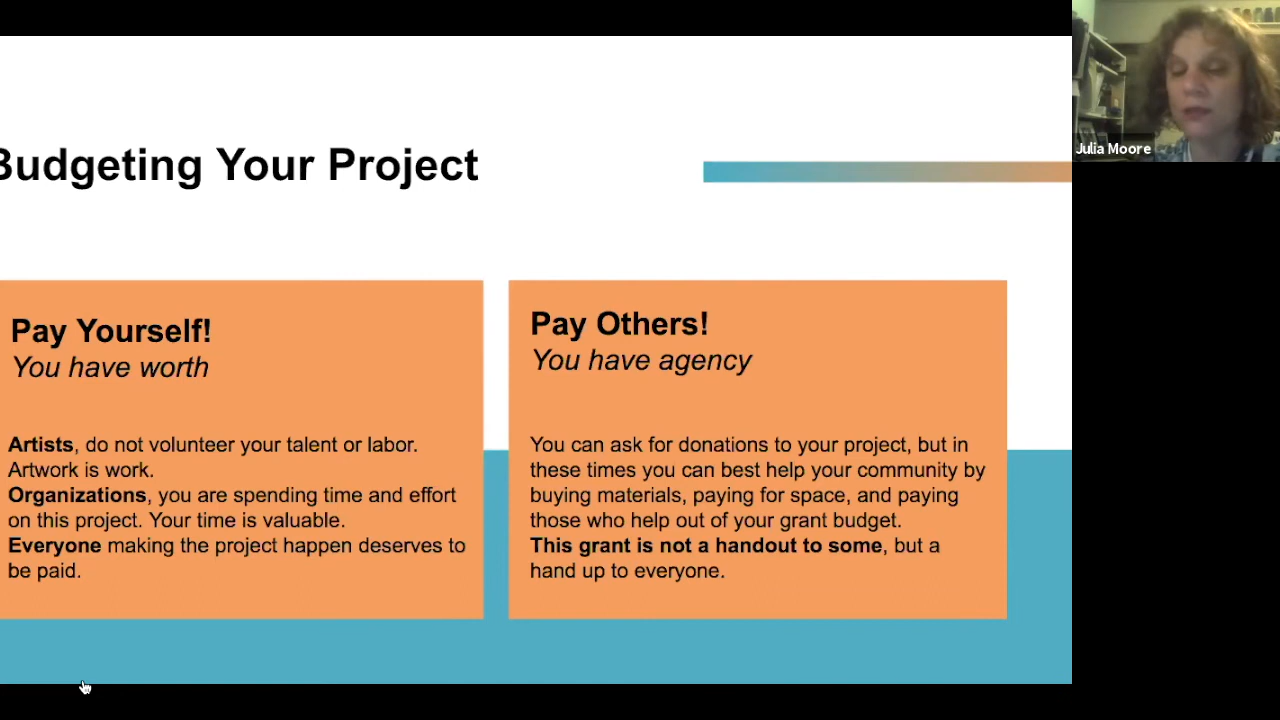 Budgeting Your Project
Julia Moore
Pay Yourself!
You have worth
Artists, do not volunteer your talent or labor.
Artwork is work.
Organizations, you are spending time and effort
on this project. Your time is valuable.
Everyone making the project happen deserves to
be paid.
Pay Others!
You have agency
You can ask for donations to your project, but in
these times you can best help your community by
buying materials, paying for space, and paying
those who help out of your grant budget.
This grant is not a handout to some, but a
hand up to everyone.